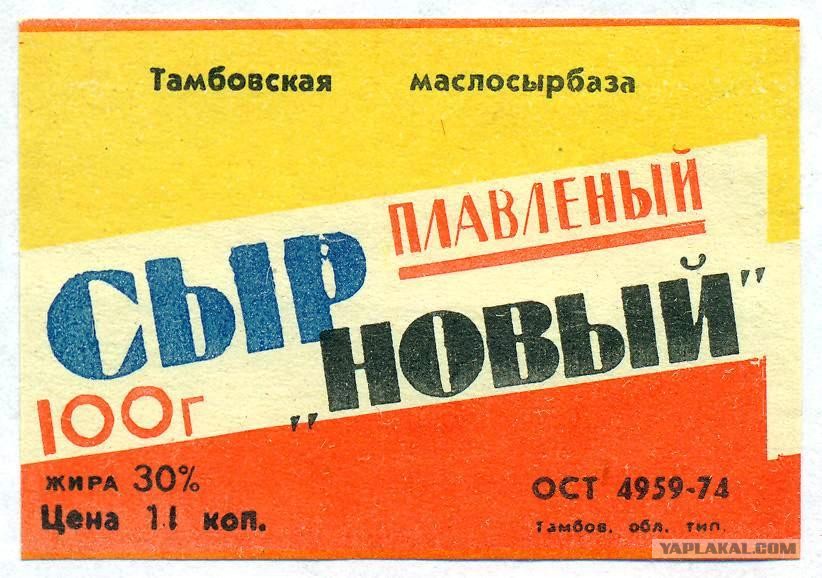 Тамбовская маслосырбаза
ПЛАВЛЕНЫЙ
СЫР
"НОВЫЙ"
100г
ЖИРА 30%
Цена 11 коп.
ОСТ 4959-74
Тамбов. обл. тип.
YAPLAKAL.COM